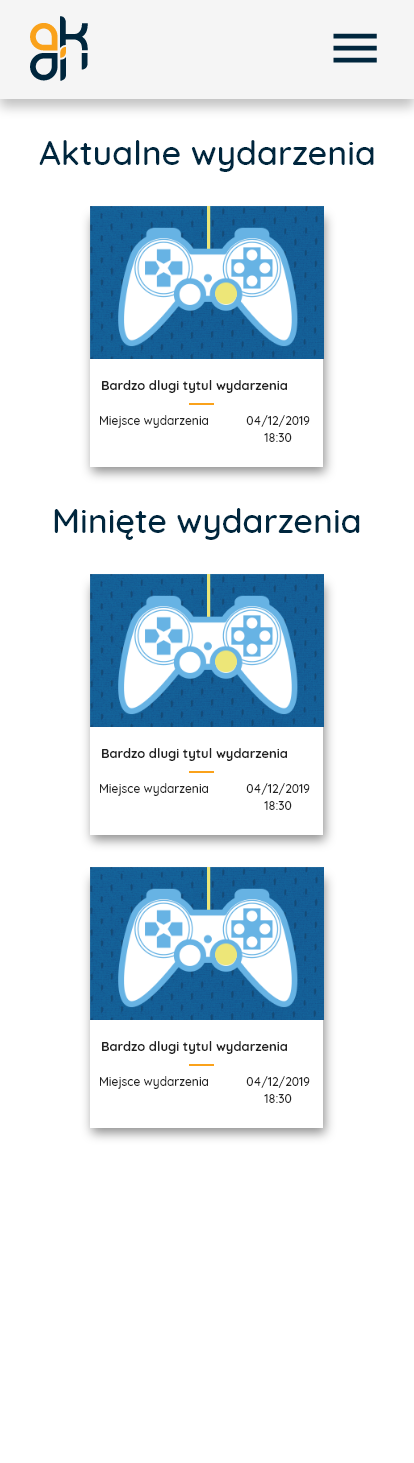 akai
Aktualne wydarzenia
Bardzo dlugi tytul wydarzenia
Miejsce wydarzenia 04/12/2019
18:30
Minięte wydarzenia
Bardzo dlugi tytul wydarzenia
Miejsce wydarzenia 04/12/2019
18:30
Bardzo dlugi tytul wydarzenia
Miejsce wydarzenia 04/12/2019
18:30